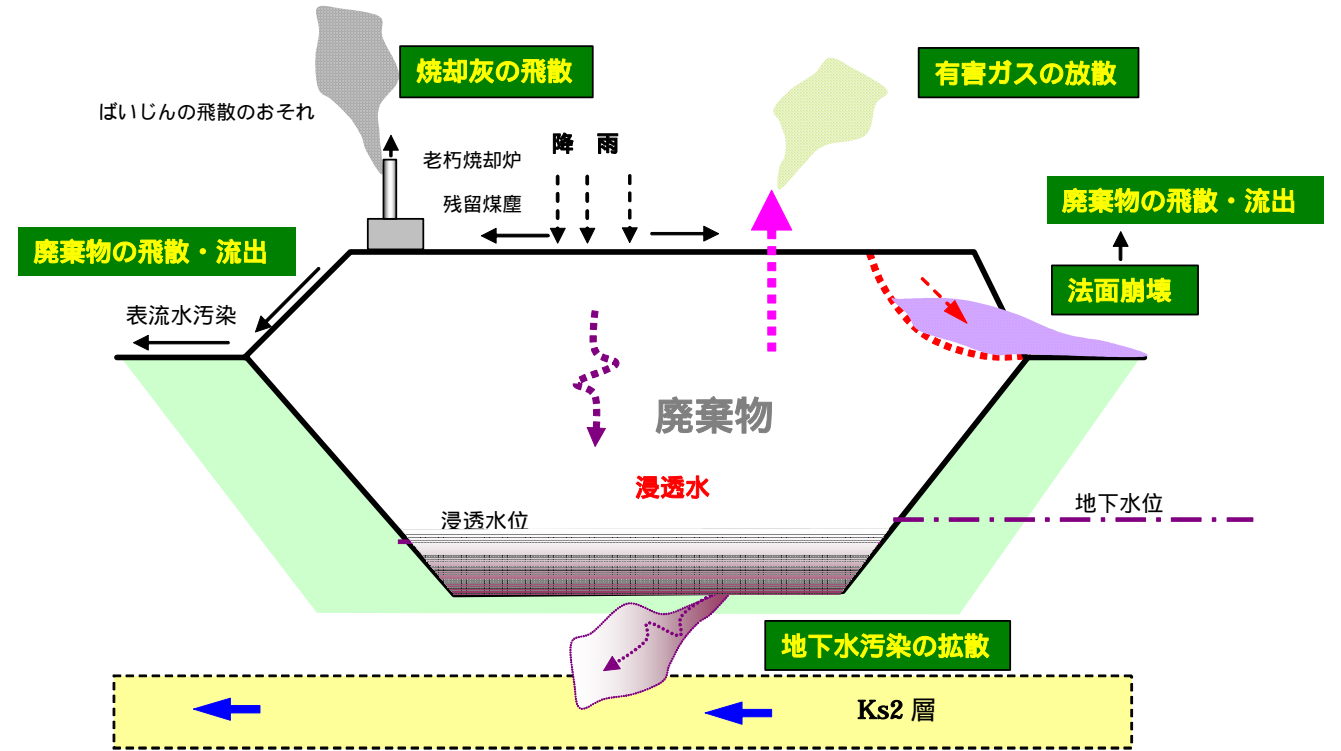 焼却灰の飛散
有害ガスの放散
ばいじんの飛散のおそれ
降 雨
老朽焼却炉
残留煤塵
廃棄物の飛散・流出
廃棄物の飛散・流出
法面崩壊
表流水汚染
廃棄物
浸透水
浸透水位
地下水位
地下水汚染の拡散
Ks2 層